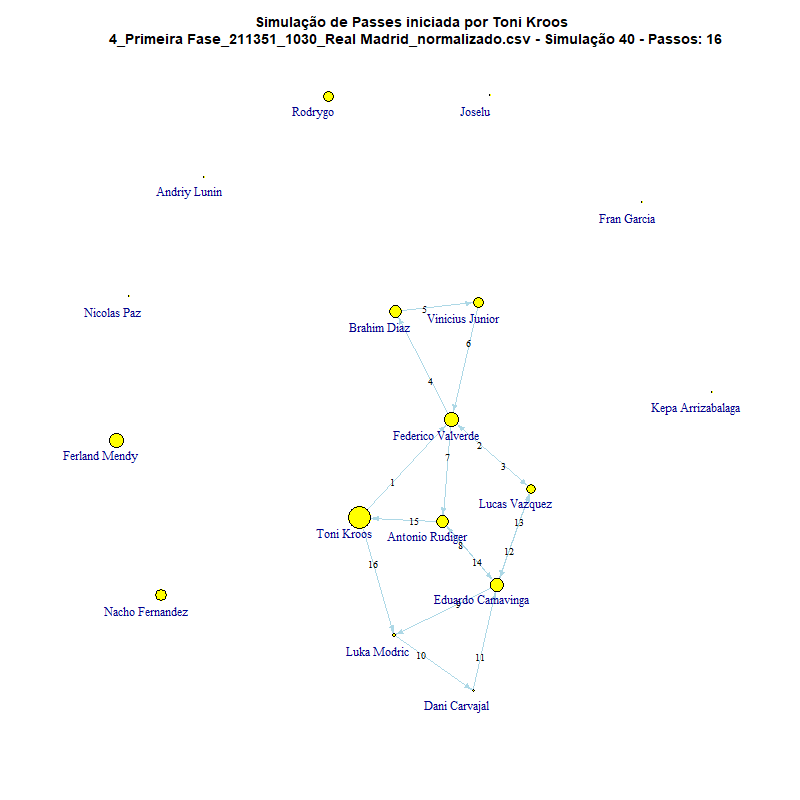 Simulação de Passes iniciada por Toni Kroos
4_Primeira Fase_211351_1030_Real Madrid_normalizado.csv - Simulação 40 - Passos: 16
Rodrygo
Joselu
Andriy Lunin
Fran Garcia
Nicolas Paz
5
Brahim Diaz
Vinicius Junior
6
4
Kepa Arrizabalaga
Federico Valverde
2
Ferland Mendy
7
3
1
Lucas Vazquez
15
13
Toni Kroos
Antonio Rudiger
8
12
14
16
Eduardo Camavinga
9
Nacho Fernandez
Luka Modric
10
11
Dani Carvajal